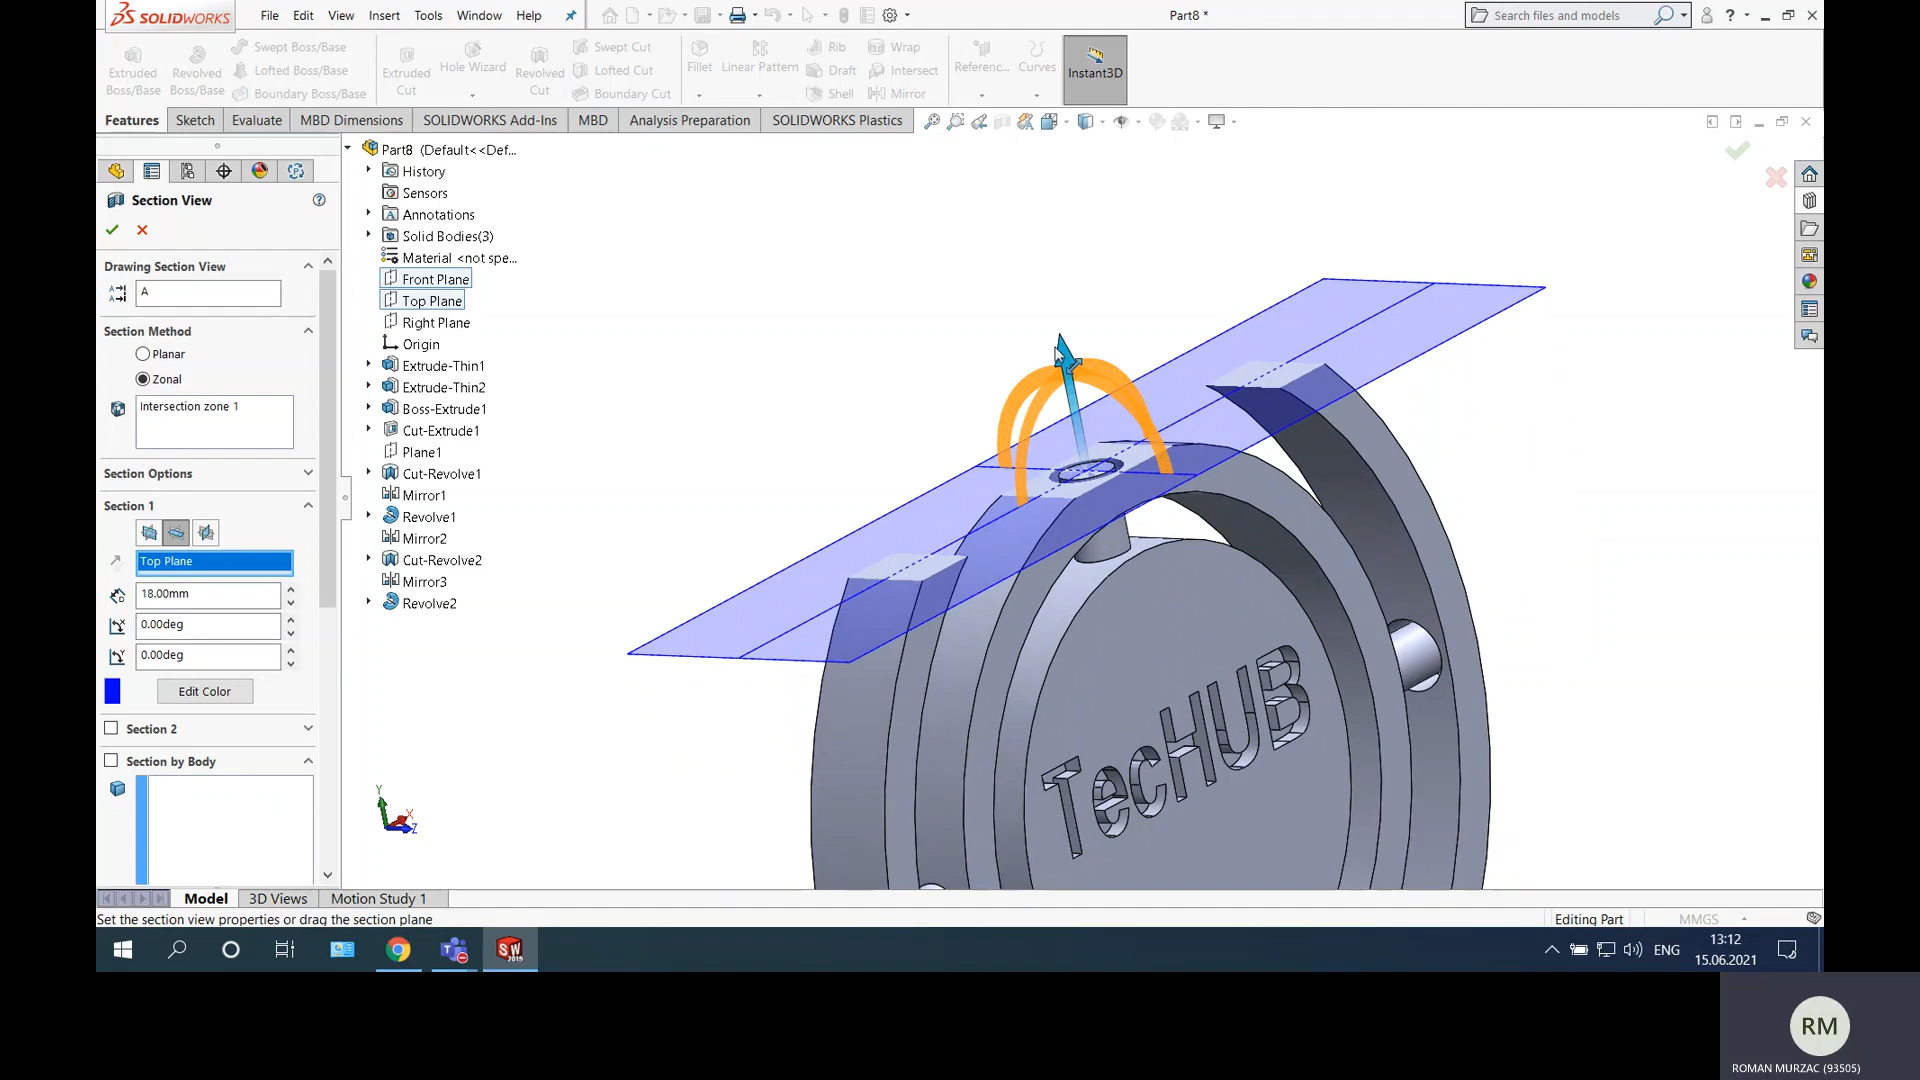 SOLIDWORKS File Edit View Insert Tools Window Help Part8 * Search files and models ?
Extruded Boss/Base
Revolved Boss/Base
Swept Boss/Base
Lofted Boss/Base
Boundary Boss/Base
Extruded Cut
Hole Wizard
Revolved Cut
Swept Cut
Lofted Cut
Boundary Cut
Fillet
Linear Pattern
Rib
Draft
Shell
Wrap
Intersect
Mirror
Referenc...
Curves
Instant3D
Features Sketch Evaluate MBD Dimensions SOLIDWORKS Add-Ins MBD Analysis Preparation SOLIDWORKS Plastics
Section View
Drawing Section View
A
Section Method
Planar
Zonal
Intersection zone 1
Section Options
Section 1
Top Plane
18.00mm
0.00deg
0.00deg
Edit Color
Section 2
Section by Body
Part8 (Default<<Def...
History
Sensors
Annotations
Solid Bodies(3)
Material <not spe...
Front Plane
Top Plane
Right Plane
Origin
Extrude-Thin1
Extrude-Thin2
Boss-Extrude1
Cut-Extrude1
Plane1
Cut-Revolve1
Mirror1
Revolve1
Mirror2
Cut-Revolve2
Mirror3
Revolve2
TecHUB
Y
X
Z
Model 3D Views Motion Study 1
Set the section view properties or drag the section plane Editing Part MMGS
SW 2019
ENG
13:12
15.06.2021
RM
ROMAN MURZAC (93505)